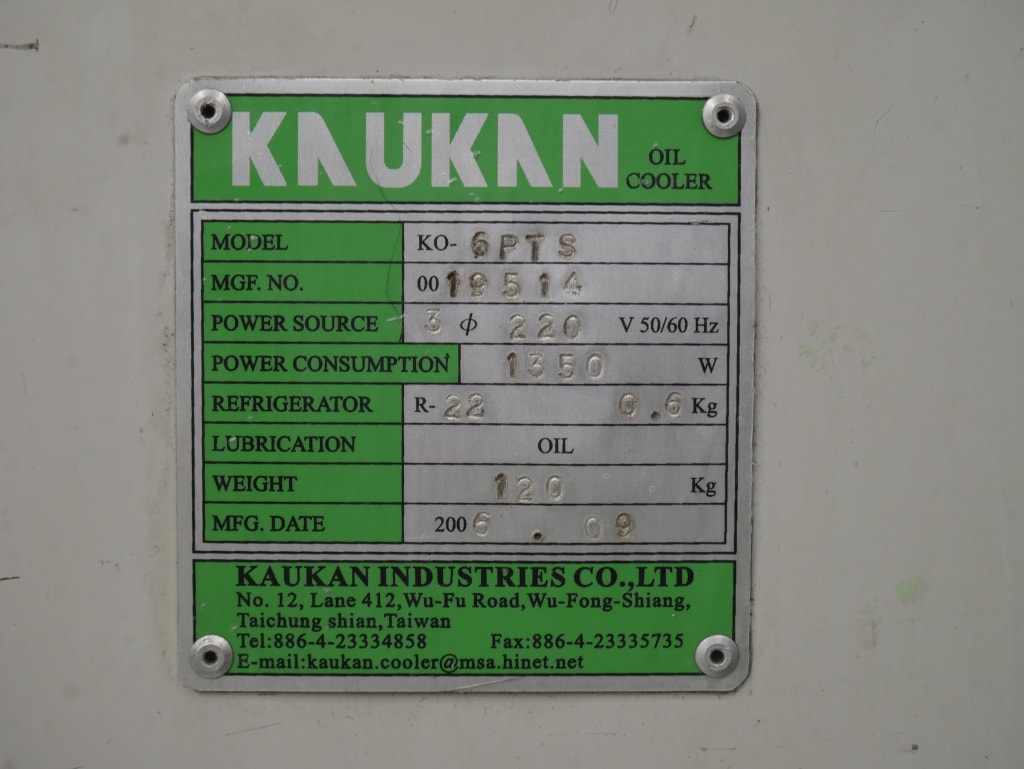 KAUKAN OIL COOLER
MODEL KO- 6PTS
MGF. NO. 0019514
POWER SOURCE 3 ϕ 220 V 50/60 Hz
POWER CONSUMPTION 1350 W
REFRIGERATOR R-22 0.6 Kg
LUBRICATION OIL
WEIGHT 120 Kg
MFG. DATE 2006 . 09
KAUKAN INDUSTRIES CO.,LTD
No. 12, Lane 412,Wu-Fu Road,Wu-Fong-Shiang,
Taichung shian,Taiwan
Tel:886-4-23334858 Fax:886-4-23335735
E-mail:kaukan.cooler@msa.hinet.net